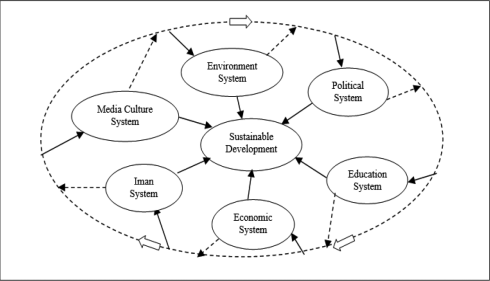 Environment
System
Political
System
Media Culture
System
Sustainable
Development
Iman
System
Education
System
Economic
System